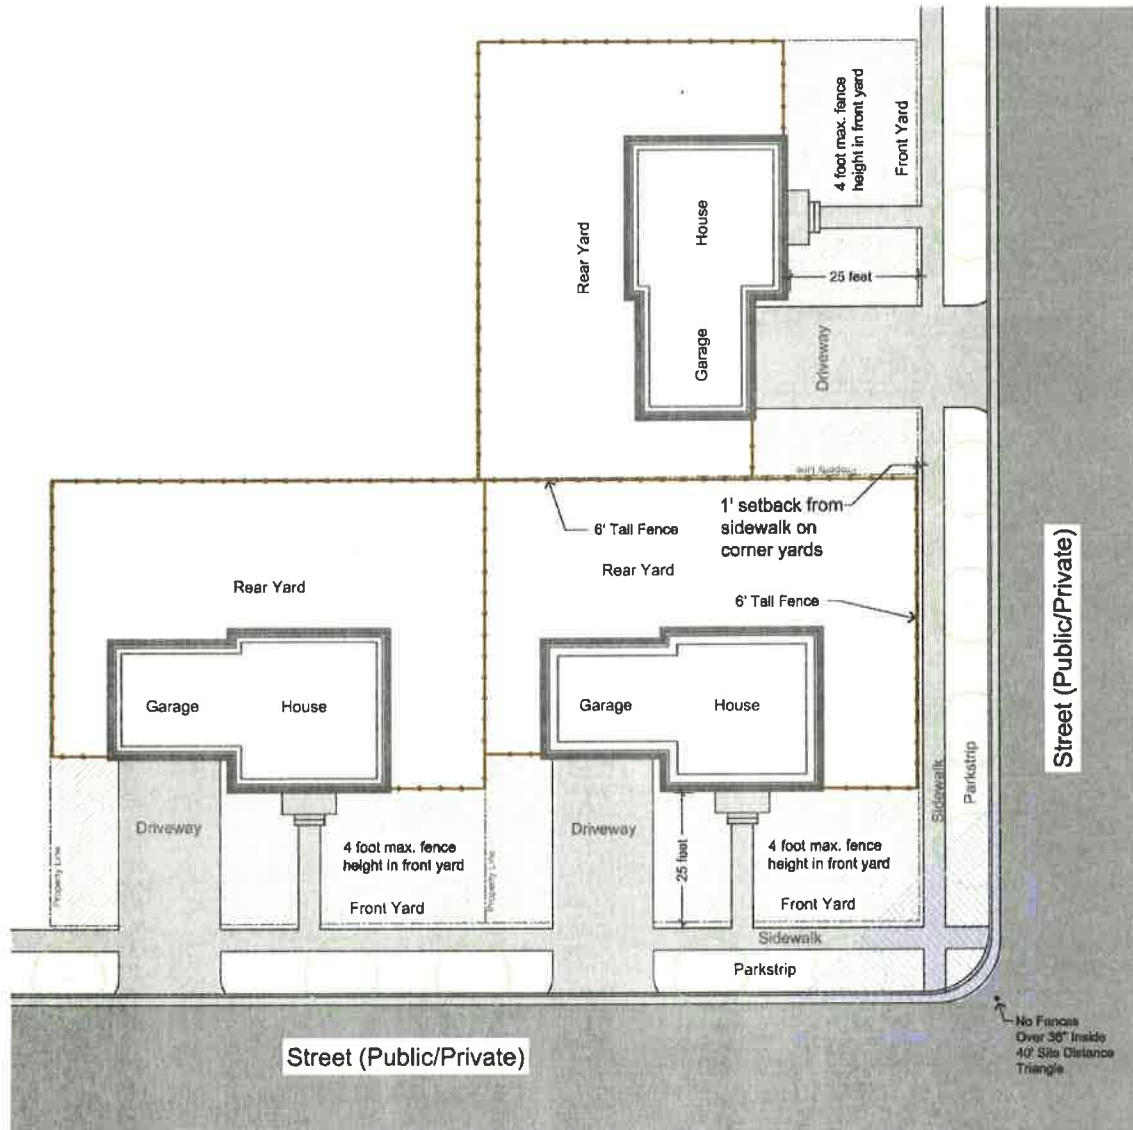 4 foot max. fence
height in front yard
Front Yard
House
Rear Yard
25 feet
Garage
Driveway
Property Line
1' setback from
sidewalk on
corner yards
6' Tall Fence
Rear Yard
Rear Yard
6' Tall Fence
Street (Public/Private)
Garage
House
Garage
House
Sidewalk
Parkstrip
Driveway
Driveway
Property Line
4 foot max. fence
height in front yard
Front Yard
Property Line
25 feet
4 foot max. fence
height in front yard
Front Yard
Sidewalk
Parkstrip
Street (Public/Private)
No Fences
Over 36" Inside
40' Site Distance
Triangle